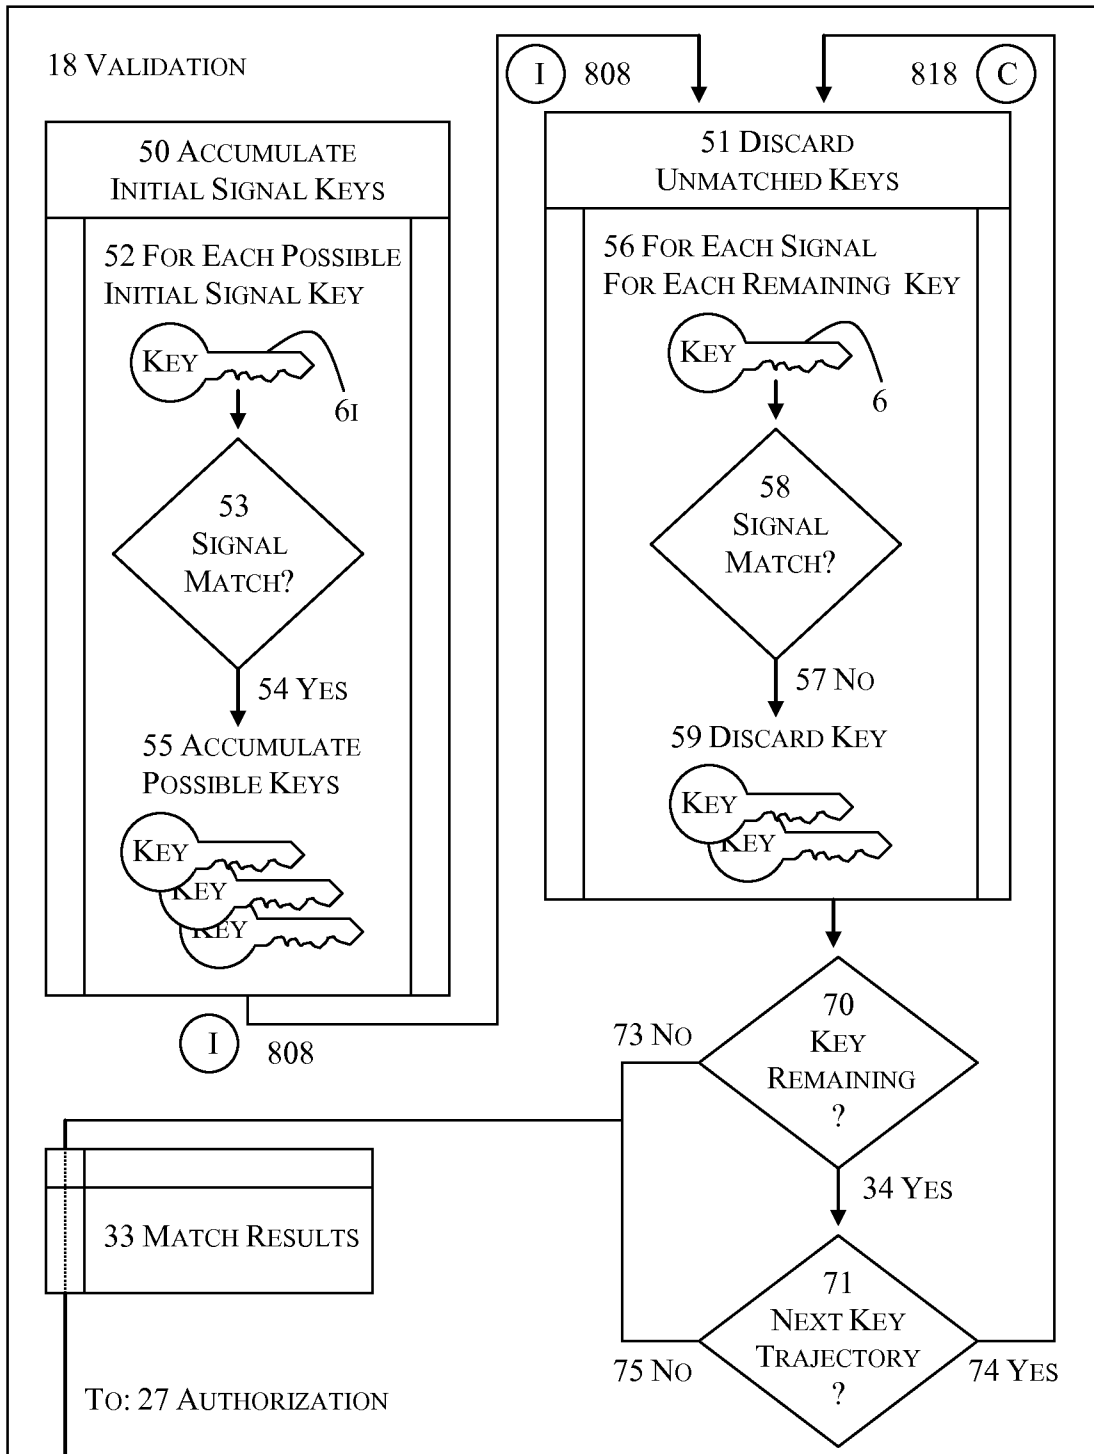 18 Validation
I 808
818 C
50 Accumulate
Initial Signal Keys
52 For Each Possible
Initial Signal Key
Key
6i
53
Signal
Match?
54 Yes
55 Accumulate
Possible Keys
Key
Key
Key
I 808
51 Discard
Unmatched Keys
56 For Each Signal
For Each Remaining Key
Key
6
58
Signal
Match?
57 No
59 Discard Key
Key
Key
70
Key
Remaining
?
73 No
34 Yes
71
Next Key
Trajectory
?
75 No
74 Yes
33 Match Results
To: 27 Authorization